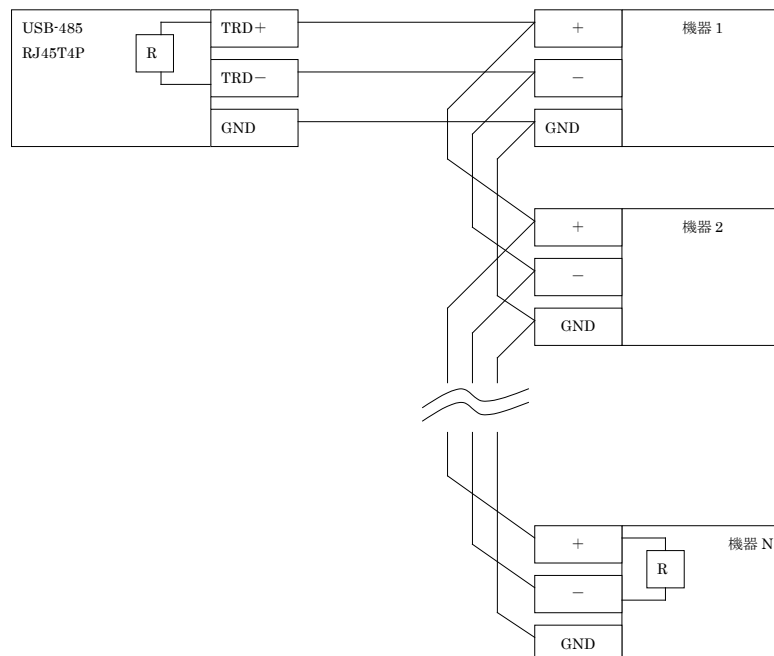 USB-485
RJ45T4P
R
TRD+
TRD-
GND
+
-
GND
機器 1
+
-
GND
機器 2
+
-
GND
機器 N
R